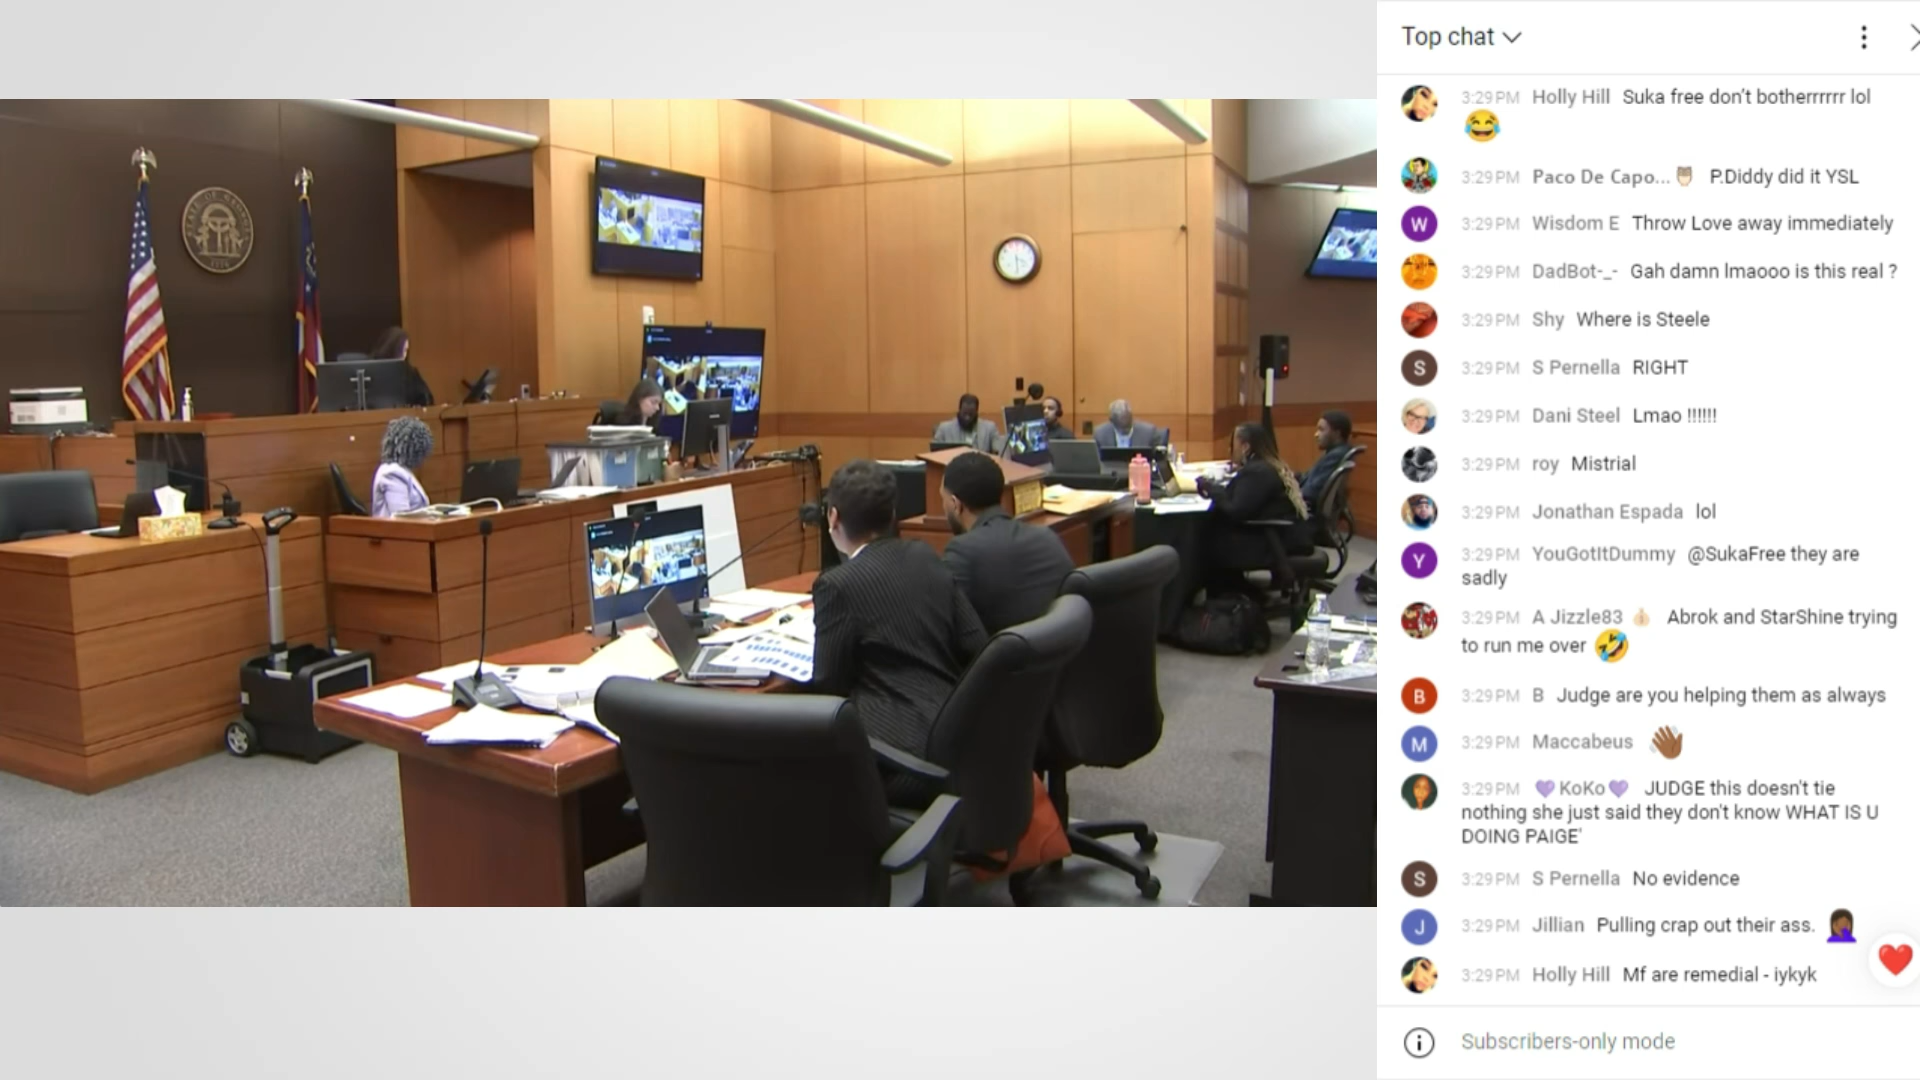 Top chat
3:29 PM Holly Hill Suka free don't botherrrrrr lol
😂
3:29 PM Paco De Capo... P.Diddy did it YSL
3:29 PM Wisdom E Throw Love away immediately
3:29 PM DadBot-_- Gah damn lmaooo is this real ?
3:29 PM Shy Where is Steele
S 3:29 PM S Pernella RIGHT
3:29 PM Dani Steel Lmao !!!!!!
3:29 PM roy Mistrial
3:29 PM Jonathan Espada lol
3:29 PM YouGotItDummy @SukaFree they are
sadly
3:29 PM A Jizzle83 Abrok and StarShine trying
to run me over 🤣
3:29 PM B Judge are you helping them as always
3:29 PM Maccabeus 👋🏾
3:29 PM 💜KoKo💜 JUDGE this doesn't tie
nothing she just said they don't know WHAT IS U
DOING PAIGE'
3:29 PM S Pernella No evidence
3:29 PM Jillian Pulling crap out their ass. 🤦🏾‍♀️
3:29 PM Holly Hill Mf are remedial - iykyk
Subscribers-only mode